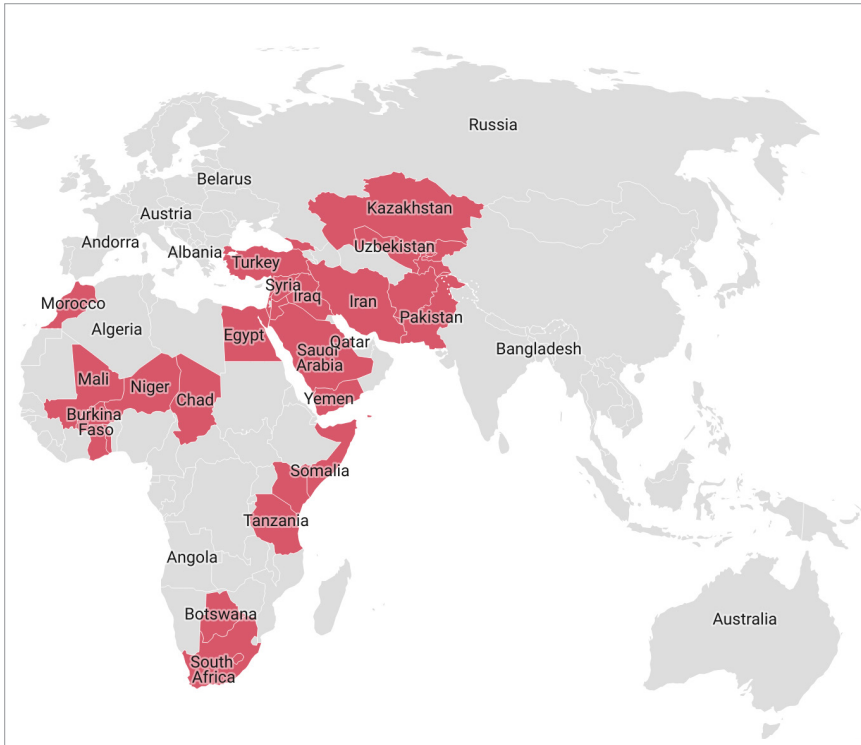 Russia
Belarus
Austria
Kazakhstan
Andorra
Albania
Uzbekistan
Turkey
Syria
Iraq
Iran
Morocco
Pakistan
Algeria
Egypt
Qatar
Bangladesh
Saudi
Arabia
Mali
Niger
Chad
Yemen
Burkina
Faso
Somalia
Tanzania
Angola
Botswana
Australia
South
Africa